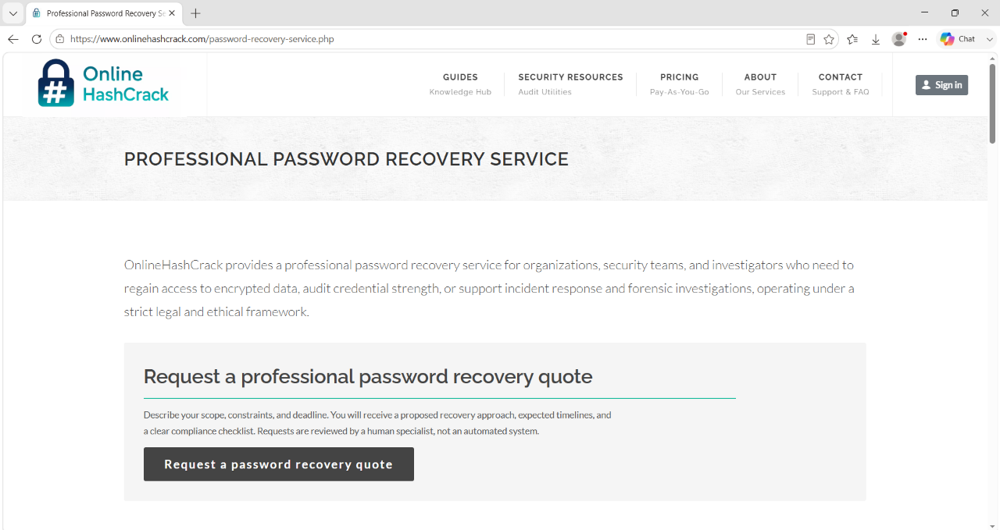 Professional Password Recovery Se
https://www.onlinehashcrack.com/password-recovery-service.php
Chat
Online
HashCrack
#
GUIDES
Knowledge Hub
SECURITY RESOURCES
Audit Utilities
PRICING
Pay-As-You-Go
ABOUT
Our Services
CONTACT
Support & FAQ
Sign in
PROFESSIONAL PASSWORD RECOVERY SERVICE
OnlineHashCrack provides a professional password recovery service for organizations, security teams, and investigators who need to
regain access to encrypted data, audit credential strength, or support incident response and forensic investigations, operating under a
strict legal and ethical framework.
Request a professional password recovery quote
Describe your scope, constraints, and deadline. You will receive a proposed recovery approach, expected timelines, and
a clear compliance checklist. Requests are reviewed by a human specialist, not an automated system.
Request a password recovery quote